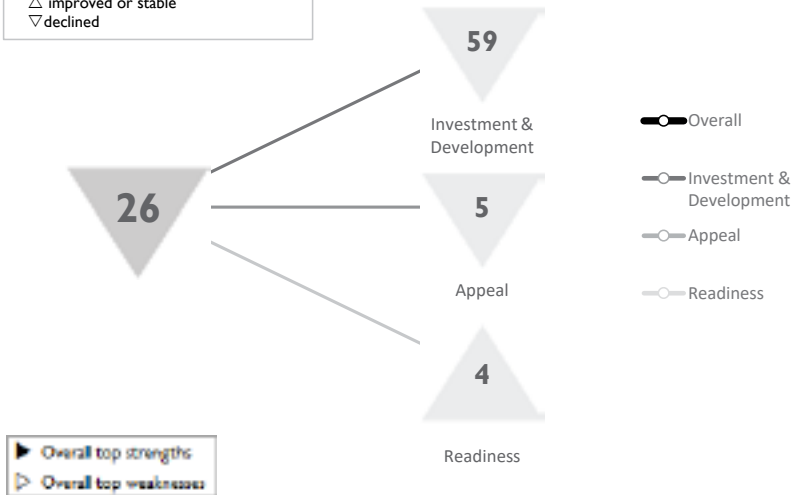 △ improved or stable
▽ declined
59
Investment &
Development
26
5
Appeal
4
Readiness
Overall
Investment &
Development
Appeal
Readiness
▶ Overall top strengths
▷ Overall top weaknesses